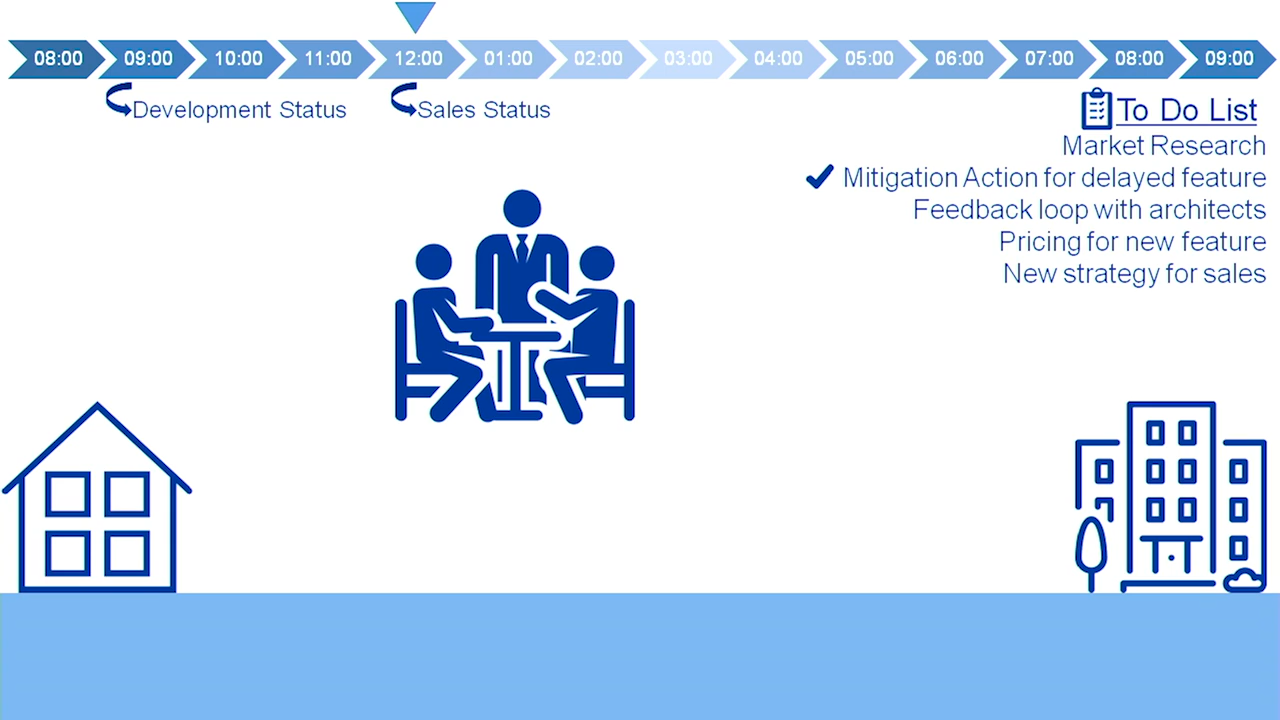 08:00 09:00 10:00 11:00 12:00 01:00 02:00 03:00 04:00 05:00 06:00 07:00 08:00 09:00
Development Status
Sales Status
To Do List
Market Research
Mitigation Action for delayed feature
Feedback loop with architects
Pricing for new feature
New strategy for sales